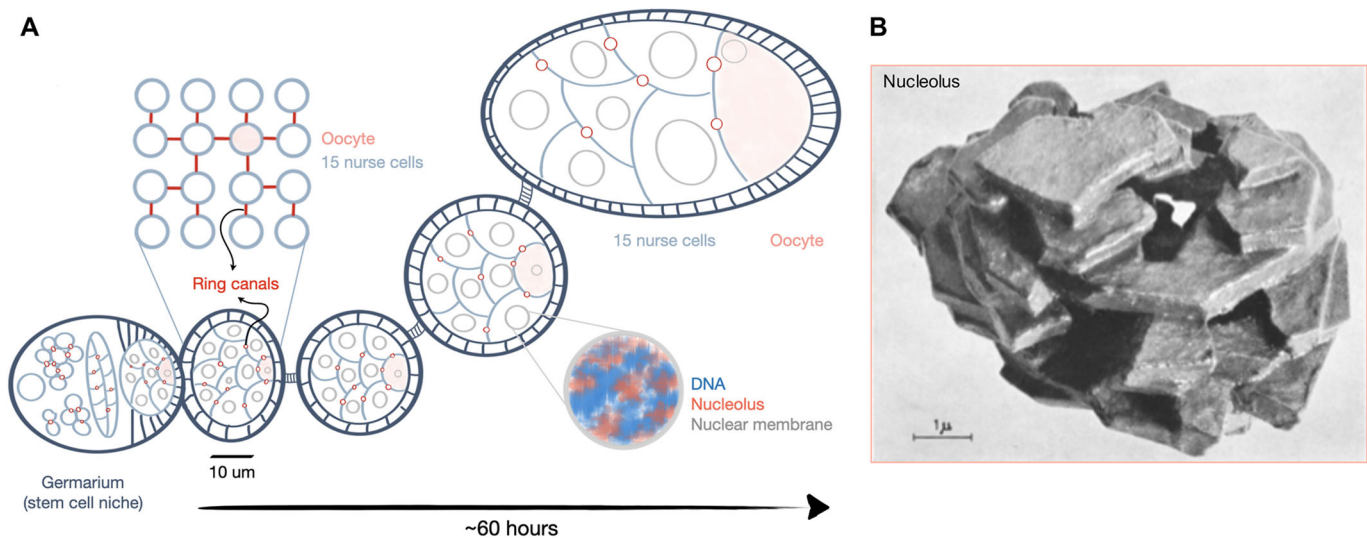 A
Oocyte
15 nurse cells
Ring canals
15 nurse cells
Oocyte
DNA
Nucleolus
Nuclear membrane
10 um
Germarium
(stem cell niche)
~60 hours
B
Nucleolus
1μ